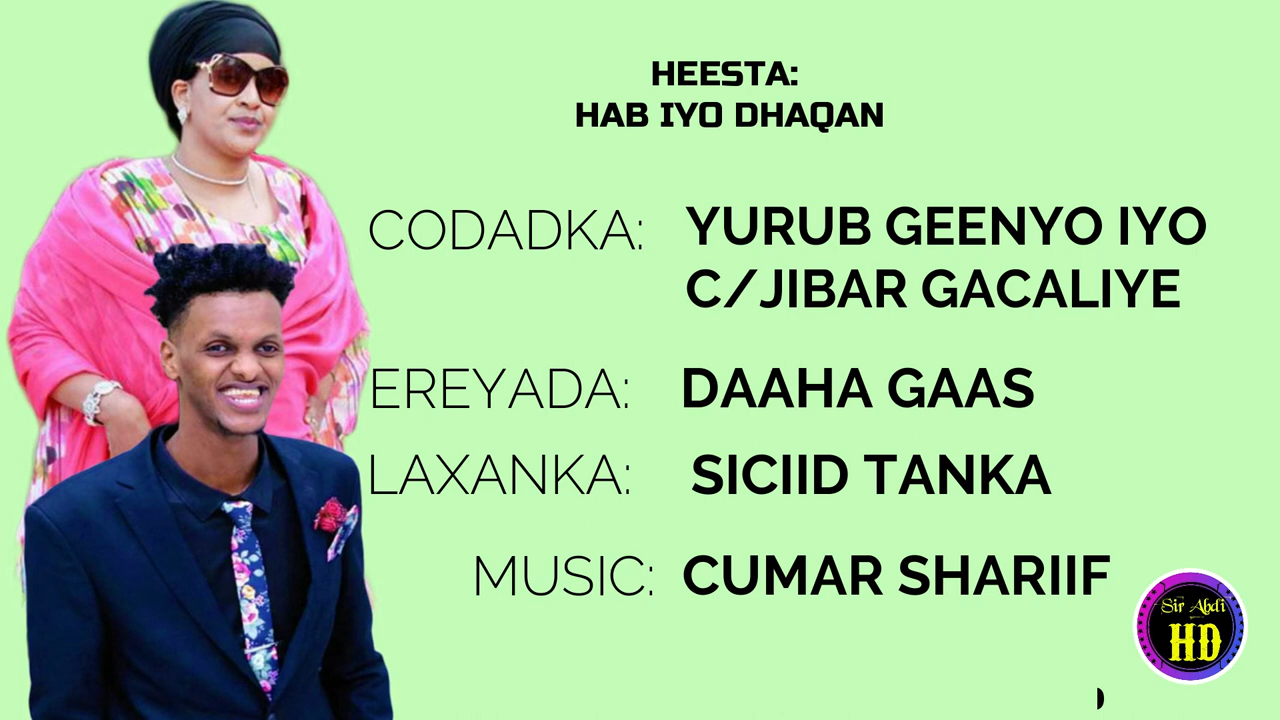 HEESTA:
HAB IYO DHAQAN
CODADKA: YURUB GEENYO IYO
C/JIBAR GACALIYE
EREYADA: DAAHA GAAS
LAXANKA: SICIID TANKA
MUSIC: CUMAR SHARIIF
Sir Abdi
HD